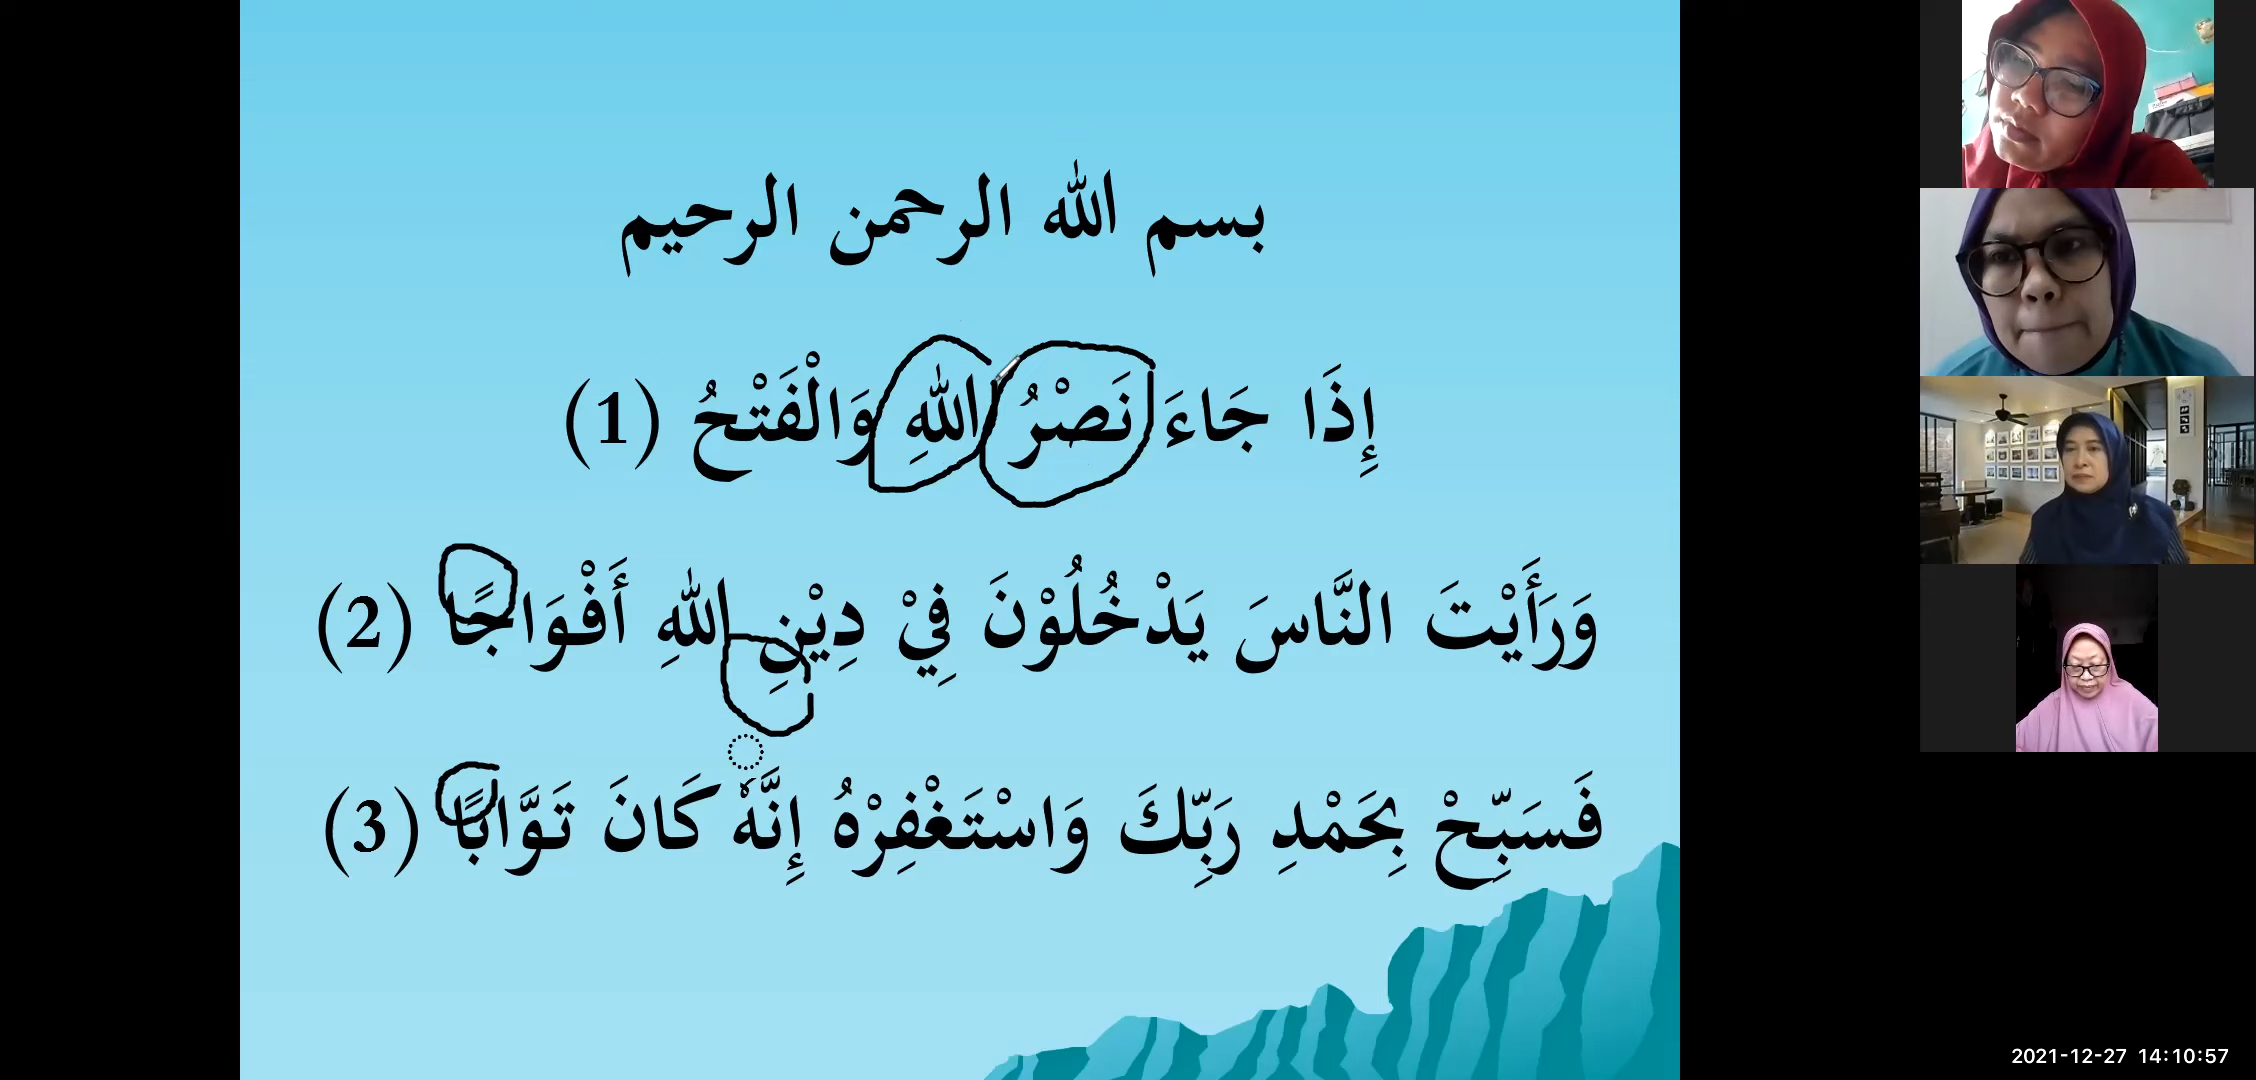 بسم الله الرحمن الرحيم
إِذَا جَاءَ نَصْرُ اللهِ وَالْفَتْحُ (1)
وَرَأَيْتَ النَّاسَ يَدْخُلُوْنَ فِيْ دِيْنِ اللهِ أَفْوَاجًا (2)
فَسَبِّحْ بِحَمْدِ رَبِّكَ وَاسْتَغْفِرْهُ إِنَّهٗ كَانَ تَوَّابًا (3)
2021-12-27 14:10:57